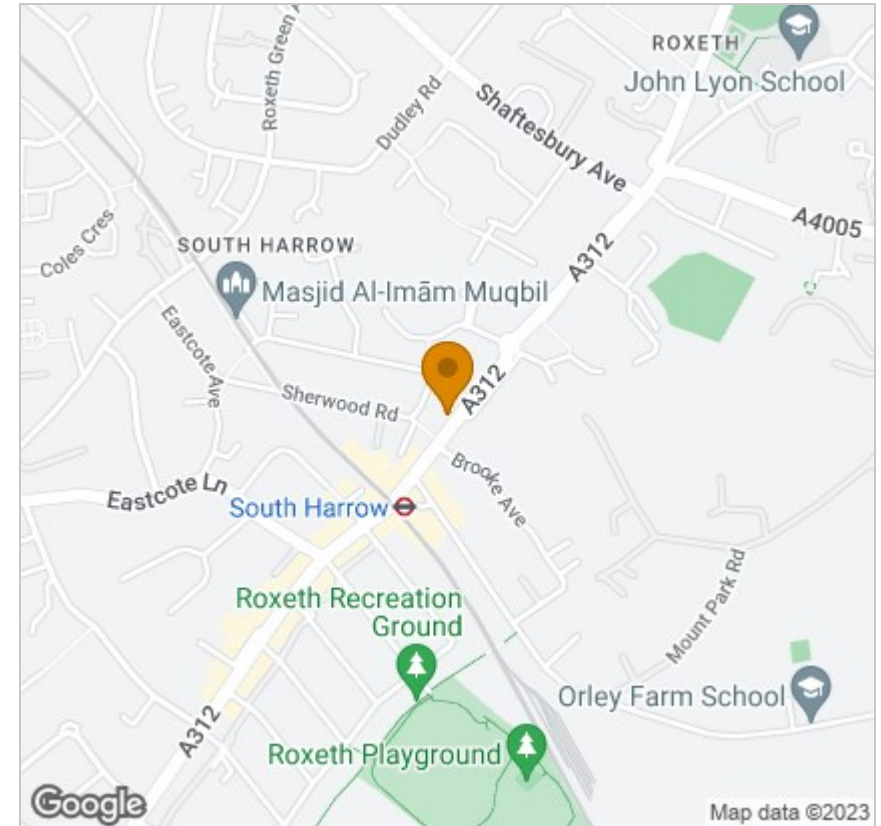 ROXETH
John Lyon School
Roxeth Green A
Dudley Rd
Shaftesbury Ave
A4005
Coles Cres
SOUTH HARROW
A312
Masjid Al-Imām Muqbil
Eastcote Ave
A312
Sherwood Rd
Brooke Ave
Eastcote Ln
South Harrow
Mount Park Rd
Roxeth Recreation
Ground
Orley Farm School
A312
Roxeth Playground
Google
Map data ©2023